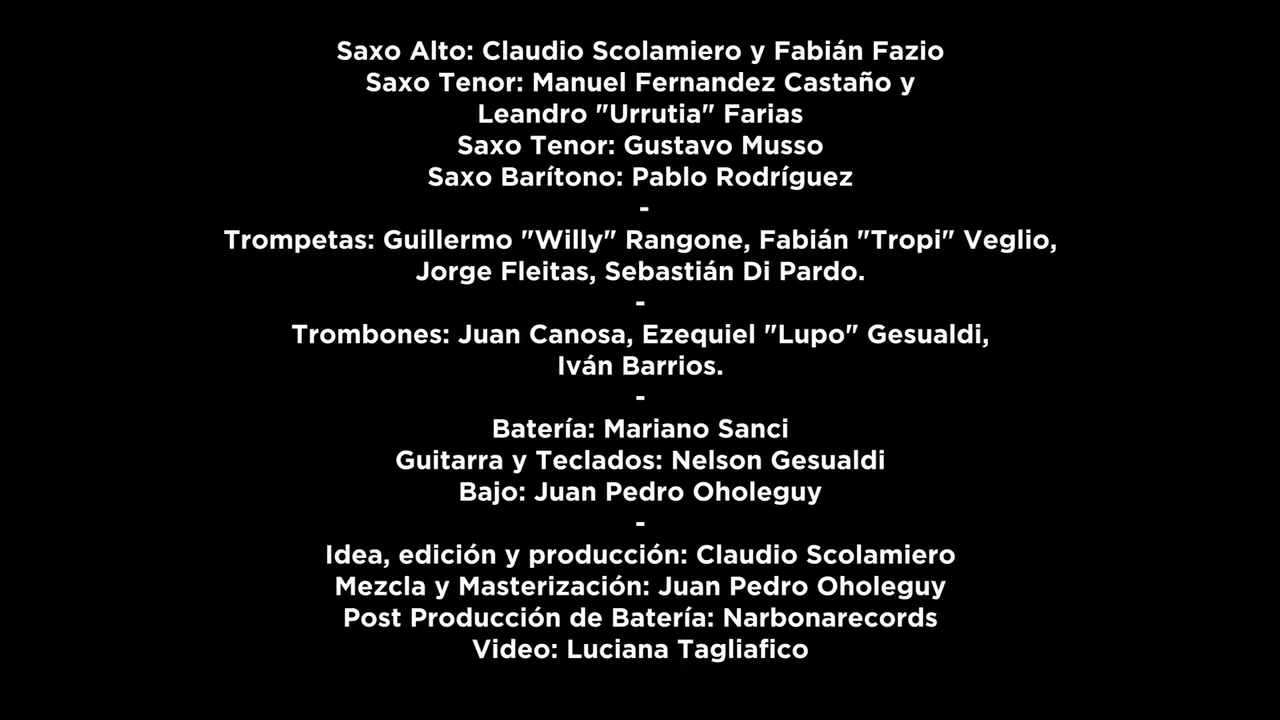 Saxo Alto: Claudio Scolamiero y Fabián Fazio
Saxo Tenor: Manuel Fernandez Castaño y
Leandro "Urrutia" Farias
Saxo Tenor: Gustavo Musso
Saxo Barítono: Pablo Rodríguez
-
Trompetas: Guillermo "Willy" Rangone, Fabián "Tropi" Veglio,
Jorge Fleitas, Sebastián Di Pardo.
-
Trombones: Juan Canosa, Ezequiel "Lupo" Gesualdi,
Iván Barrios.
-
Batería: Mariano Sanci
Guitarra y Teclados: Nelson Gesualdi
Bajo: Juan Pedro Oholeguy
-
Idea, edición y producción: Claudio Scolamiero
Mezcla y Masterización: Juan Pedro Oholeguy
Post Producción de Batería: Narbonarecords
Video: Luciana Tagliafico